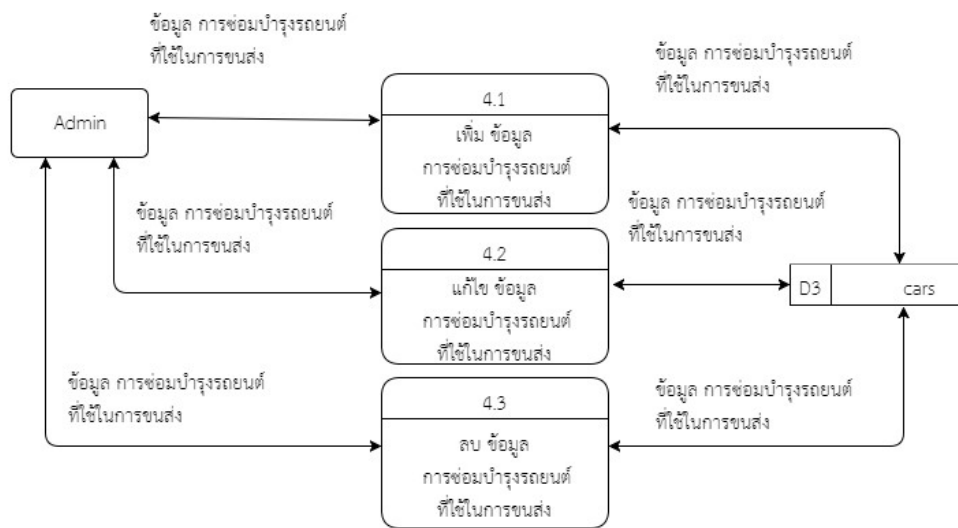 ข้อมูล การซ่อมบำรุงรถยนต์
ที่ใช้ในการขนส่ง
ข้อมูล การซ่อมบำรุงรถยนต์
ที่ใช้ในการขนส่ง
Admin
4.1
เพิ่ม ข้อมูล
การซ่อมบำรุงรถยนต์
ที่ใช้ในการขนส่ง
ข้อมูล การซ่อมบำรุงรถยนต์
ที่ใช้ในการขนส่ง
ข้อมูล การซ่อมบำรุงรถยนต์
ที่ใช้ในการขนส่ง
4.2
แก้ไข ข้อมูล
การซ่อมบำรุงรถยนต์
ที่ใช้ในการขนส่ง
D3
cars
ข้อมูล การซ่อมบำรุงรถยนต์
ที่ใช้ในการขนส่ง
ข้อมูล การซ่อมบำรุงรถยนต์
ที่ใช้ในการขนส่ง
4.3
ลบ ข้อมูล
การซ่อมบำรุงรถยนต์
ที่ใช้ในการขนส่ง